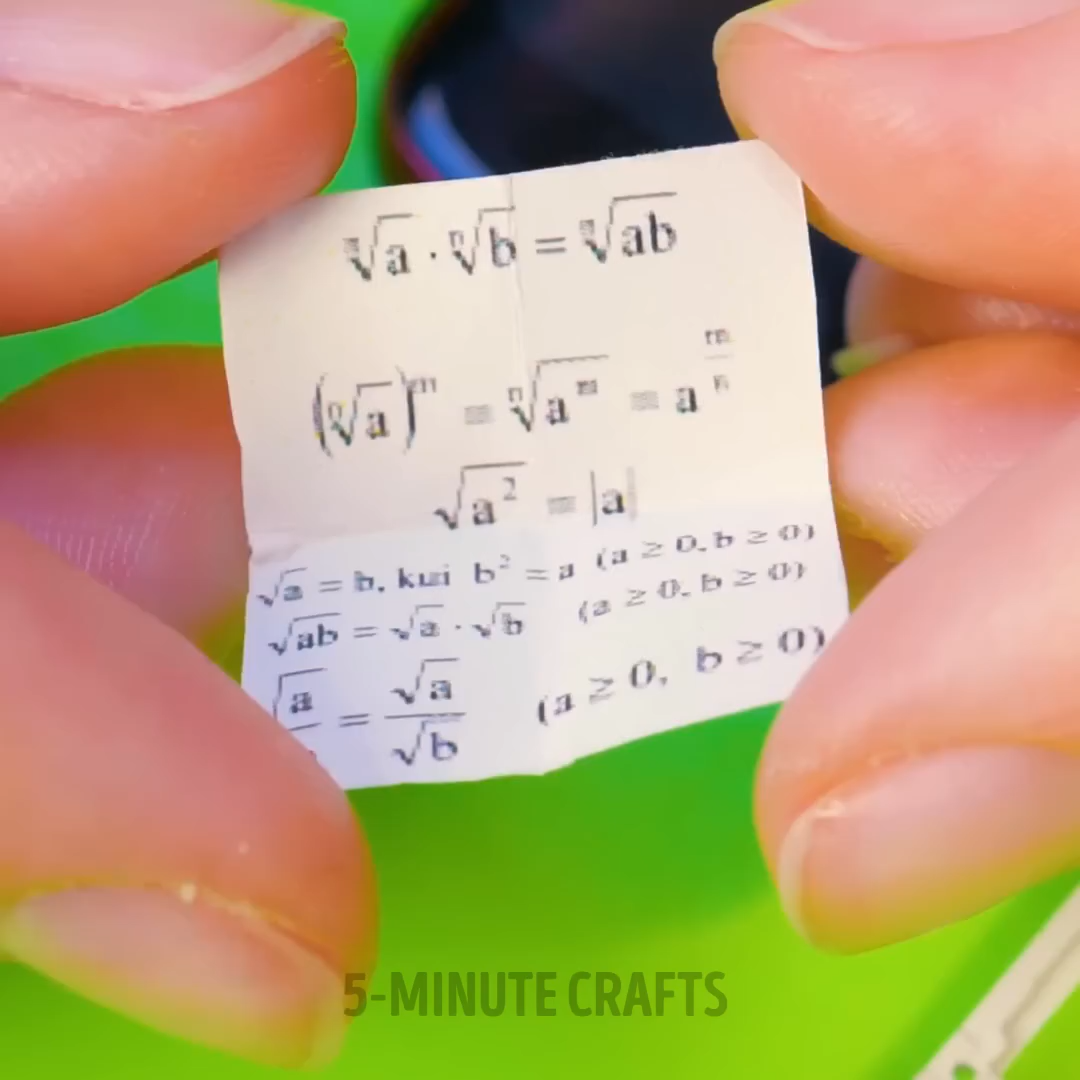 ⁿ√a · ⁿ√b = ⁿ√ab
(ⁿ√a)ᵐ = ⁿ√aᵐ = a^(m/n)
√a² = |a|
√a = b, kui b² = a (a ≥ 0, b ≥ 0)
√ab = √a · √b (a ≥ 0, b ≥ 0)
√a = √a/√b (a ≥ 0, b ≥ 0)
5-MINUTE CRAFTS